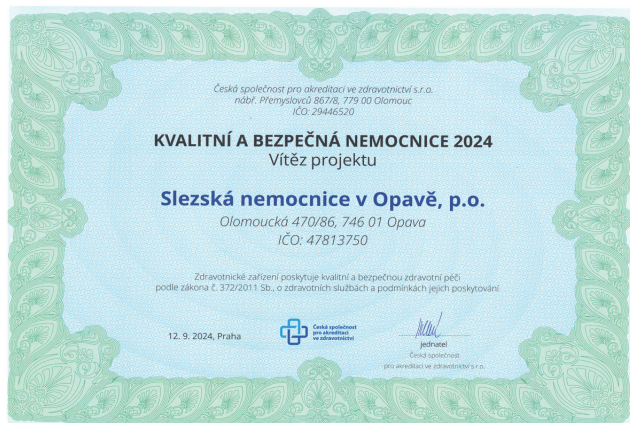 Česká společnost pro akreditaci ve zdravotnictví s.r.o.
nábř. Přemyslovců 867/8, 779 00 Olomouc
IČO: 29446520
KVALITNÍ A BEZPEČNÁ NEMOCNICE 2024
Vítěz projektu
Slezská nemocnice v Opavě, p.o.
Olomoucká 470/86, 746 01 Opava
IČO: 47813750
Zdravotnické zařízení poskytuje kvalitní a bezpečnou zdravotní péči
podle zákona č. 372/2011 Sb., o zdravotních službách a podmínkách jejich poskytování
12. 9. 2024, Praha
Česká společnost
pro akreditaci
ve zdravotnictví
jednatel
Česká společnost
pro akreditaci ve zdravotnictví s.r.o.